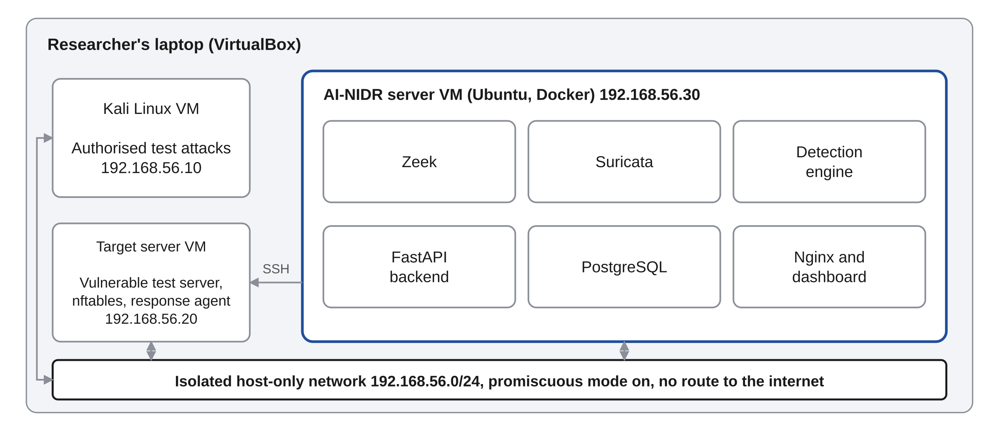 Researcher's laptop (VirtualBox)
Kali Linux VM
Authorised test attacks
192.168.56.10
Target server VM
Vulnerable test server,
nftables, response agent
192.168.56.20
SSH
AI-NIDR server VM (Ubuntu, Docker) 192.168.56.30
Zeek
Suricata
Detection
engine
FastAPI
backend
PostgreSQL
Nginx and
dashboard
Isolated host-only network 192.168.56.0/24, promiscuous mode on, no route to the internet